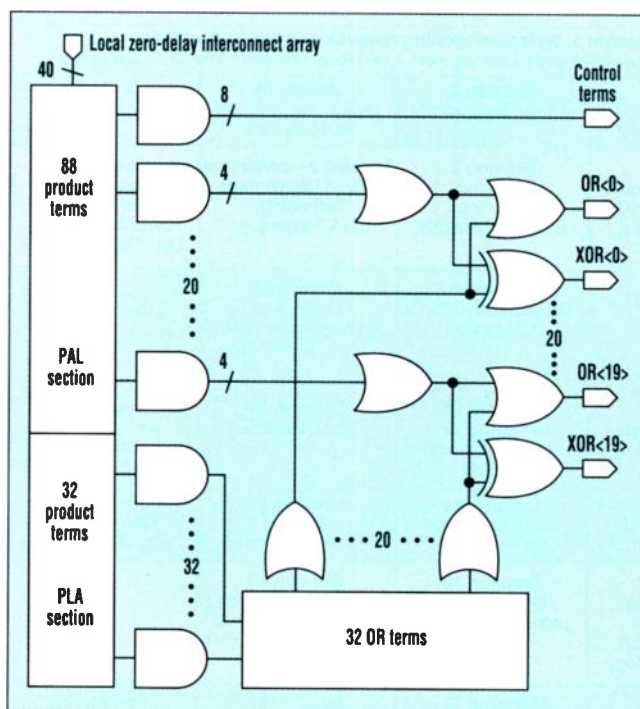 Local zero-delay interconnect array
40
8
Control
terms
88
product
terms
4
OR<0>
XOR<0>
20
20
PAL
section
4
OR<19>
XOR<19>
32
product
terms
20
32
PLA
section
32 OR terms